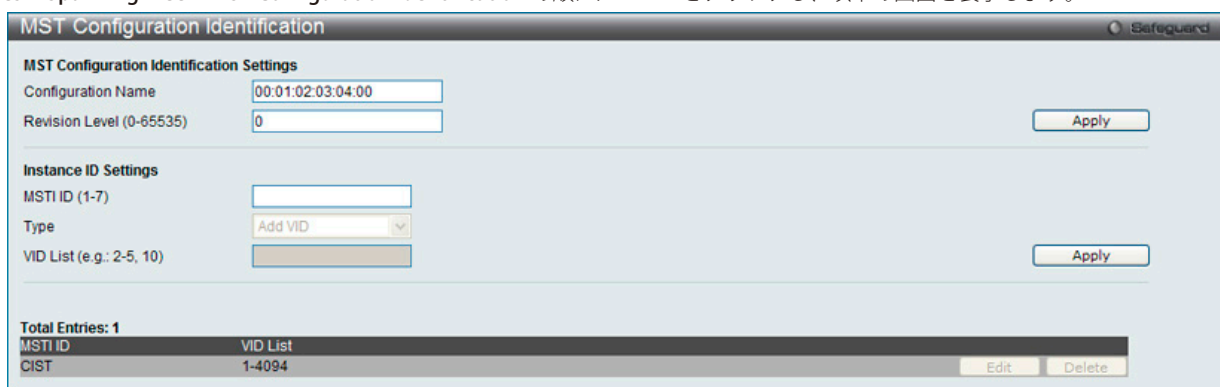 MST Configuration Identification
Safeguard
MST Configuration Identification Settings
Configuration Name 00:01:02:03:04:00
Revision Level (0-65535) 0 Apply
Instance ID Settings
MSTI ID (1-7)
Type Add VID
VID List (e.g.: 2-5, 10) Apply
Total Entries: 1
MSTI ID VID List
CIST 1-4094 Edit Delete